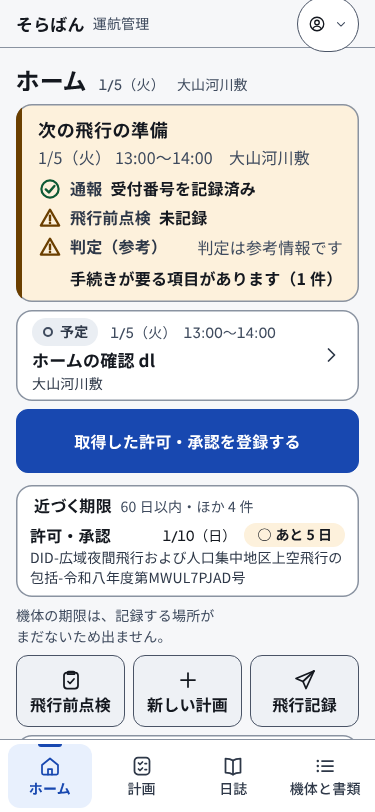 そらばん 運航管理
ホーム 1/5（火） 大山河川敷
次の飛行の準備
1/5（火） 13:00〜14:00 大山河川敷
通報 受付番号を記録済み
飛行前点検 未記録
判定（参考） 判定は参考情報です
手続きが要る項目があります（1 件）
予定 1/5（火） 13:00〜14:00
ホームの確認 dl
大山河川敷
取得した許可・承認を登録する
近づく期限 60 日以内・ほか 4 件
許可・承認 1/10（日） あと 5 日
DID-広域夜間飛行および人口集中地区上空飛行の
包括-令和八年度第MWUL7PJAD号
機体の期限は、記録する場所が
まだないため出ません。
飛行前点検 新しい計画 飛行記録
ホーム 計画 日誌 機体と書類